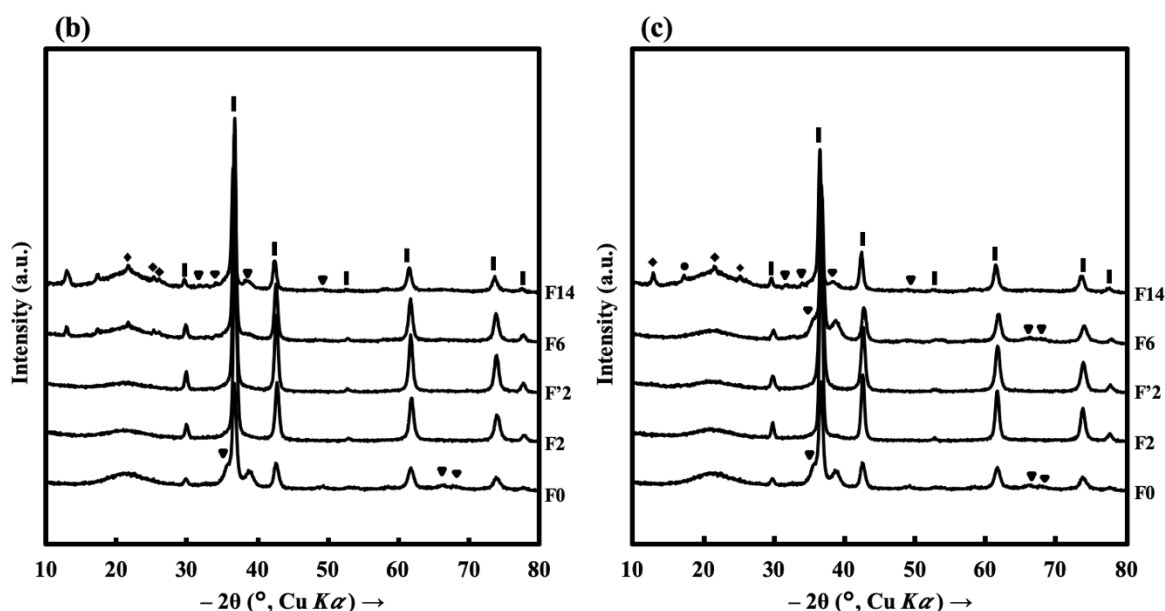 (b)
Intensity (a.u.)
F14
F6
F'2
F2
F0
10 20 30 40 50 60 70 80
– 2θ (°, Cu Kα) →
(c)
Intensity (a.u.)
F14
F6
F'2
F2
F0
10 20 30 40 50 60 70 80
– 2θ (°, Cu Kα) →